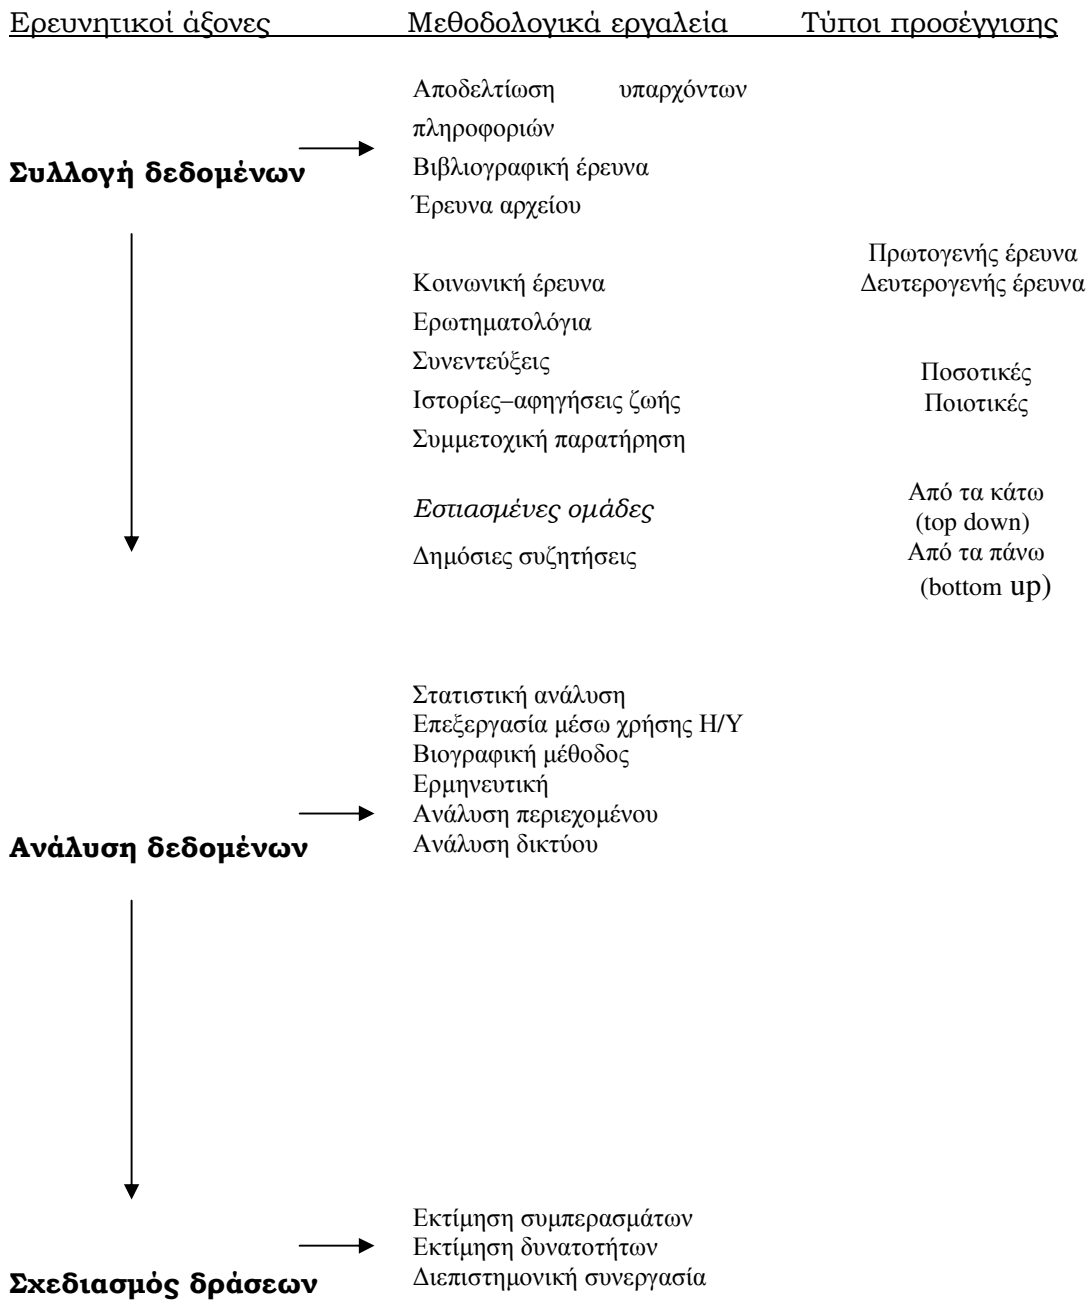 Ερευνητικοί άξονες Μεθοδολογικά εργαλεία Τύποι προσέγγισης
Αποδελτίωση υπαρχόντων
πληροφοριών
Συλλογή δεδομένων
Βιβλιογραφική έρευνα
Έρευνα αρχείου
Πρωτογενής έρευνα
Κοινωνική έρευνα
Δευτερογενής έρευνα
Ερωτηματολόγια
Συνεντεύξεις
Ποσοτικές
Ιστορίες–αφηγήσεις ζωής
Ποιοτικές
Συμμετοχική παρατήρηση
Από τα κάτω
Εστιασμένες ομάδες
(top down)
Δημόσιες συζητήσεις
Από τα πάνω
(bottom up)
Στατιστική ανάλυση
Επεξεργασία μέσω χρήσης Η/Υ
Βιογραφική μέθοδος
Ερμηνευτική
Ανάλυση περιεχομένου
Ανάλυση δεδομένων
Ανάλυση δικτύου
Εκτίμηση συμπερασμάτων
Εκτίμηση δυνατοτήτων
Σχεδιασμός δράσεων
Διεπιστημονική συνεργασία